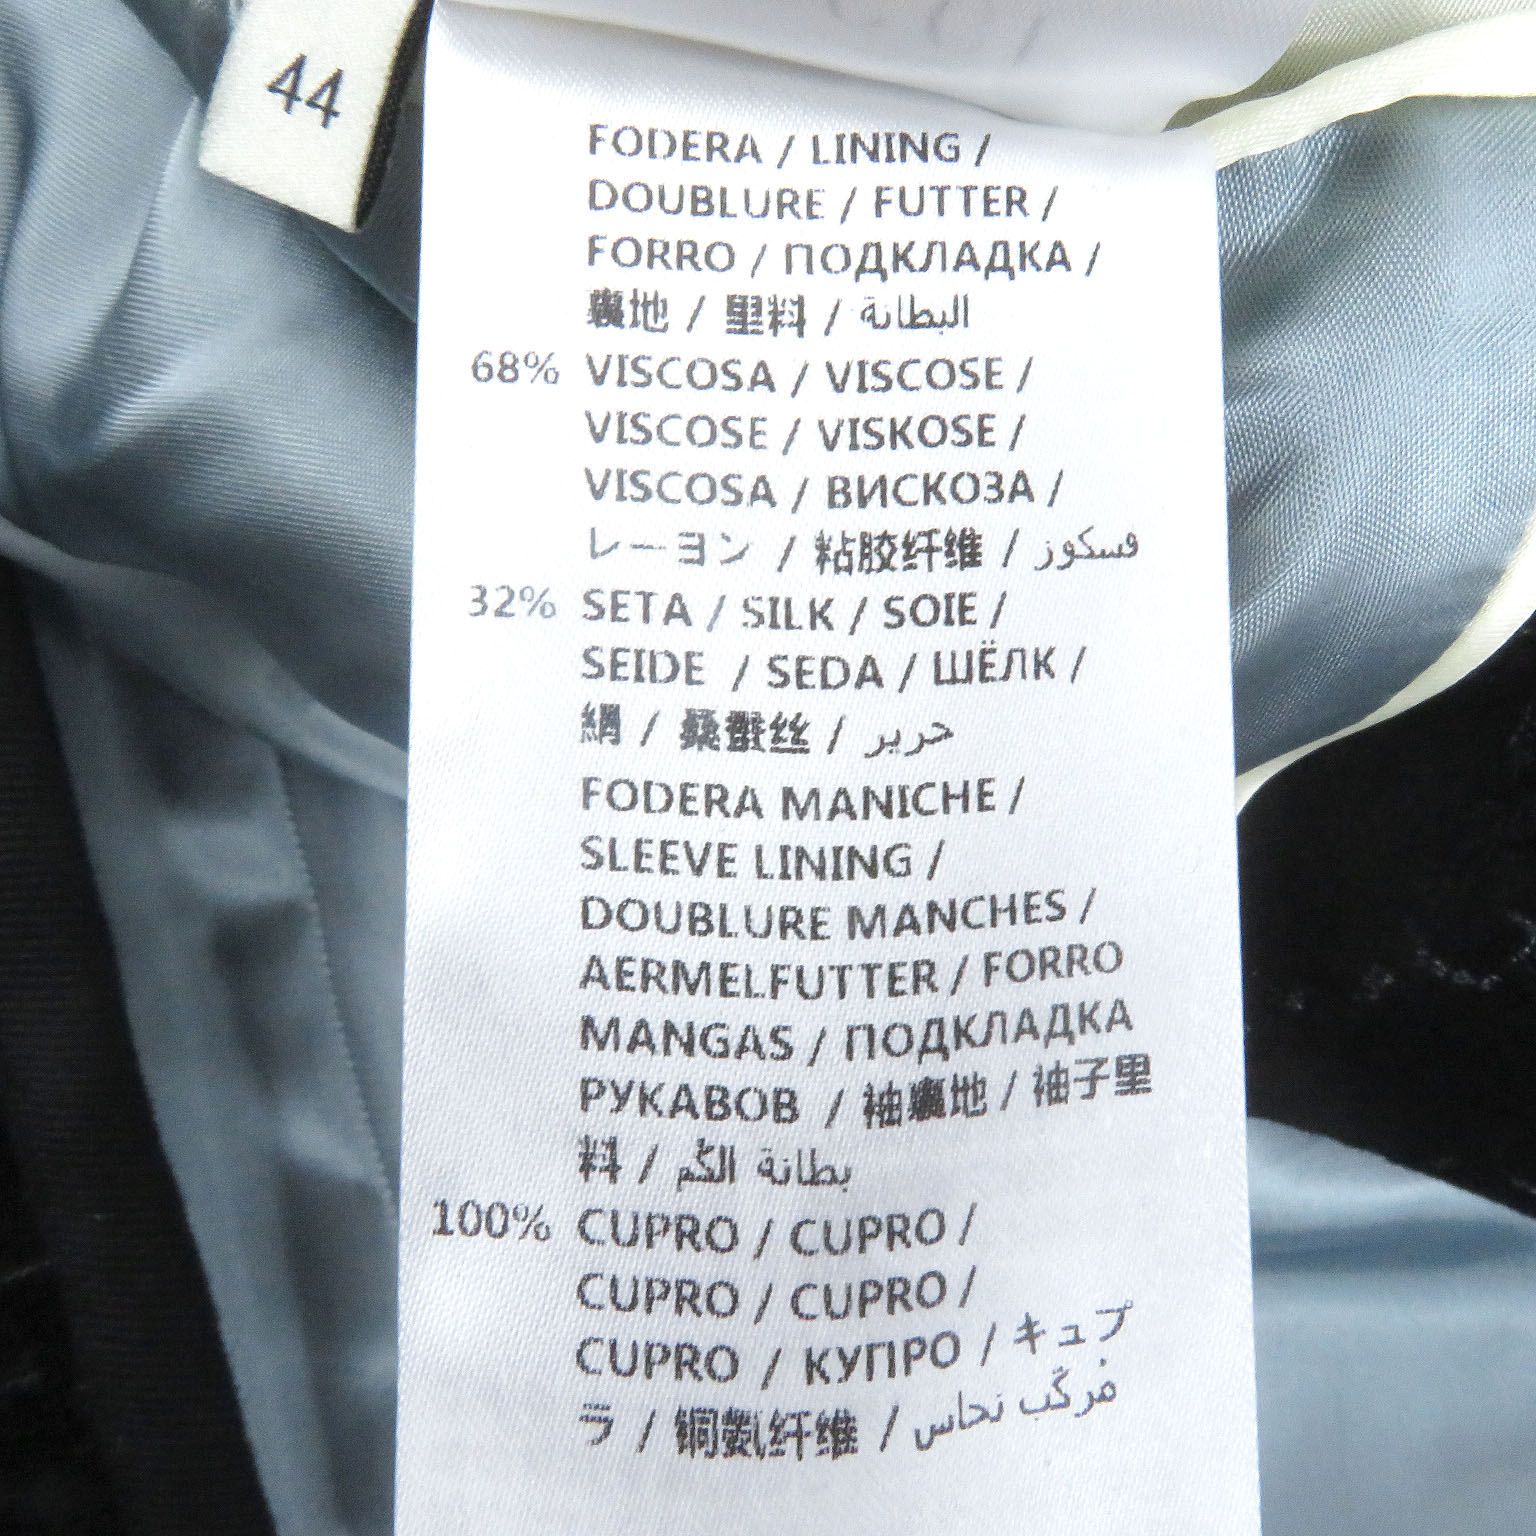 44
FODERA / LINING /
DOUBLURE / FUTTER /
FORRO / ПОДКЛАДКА /
裏地 / 里料 / البطانة
68% VISCOSA / VISCOSE /
VISCOSE / VISKOSE /
VISCOSA / ВИСКОЗА /
レーヨン / 粘胶纤维 / فسكوز
32% SETA / SILK / SOIE /
SEIDE / SEDA / ШЁЛК /
絹 / 桑蚕丝 / حرير
FODERA MANICHE /
SLEEVE LINING /
DOUBLURE MANCHES /
AERMELFUTTER / FORRO
MANGAS / ПОДКЛАДКА
РУКАВОВ / 袖裏地 / 袖子里
料 / بطانة الكم
100% CUPRO / CUPRO /
CUPRO / CUPRO /
CUPRO / КУПРО / キュプ
ラ / 铜氨纤维 / مركب نحاس